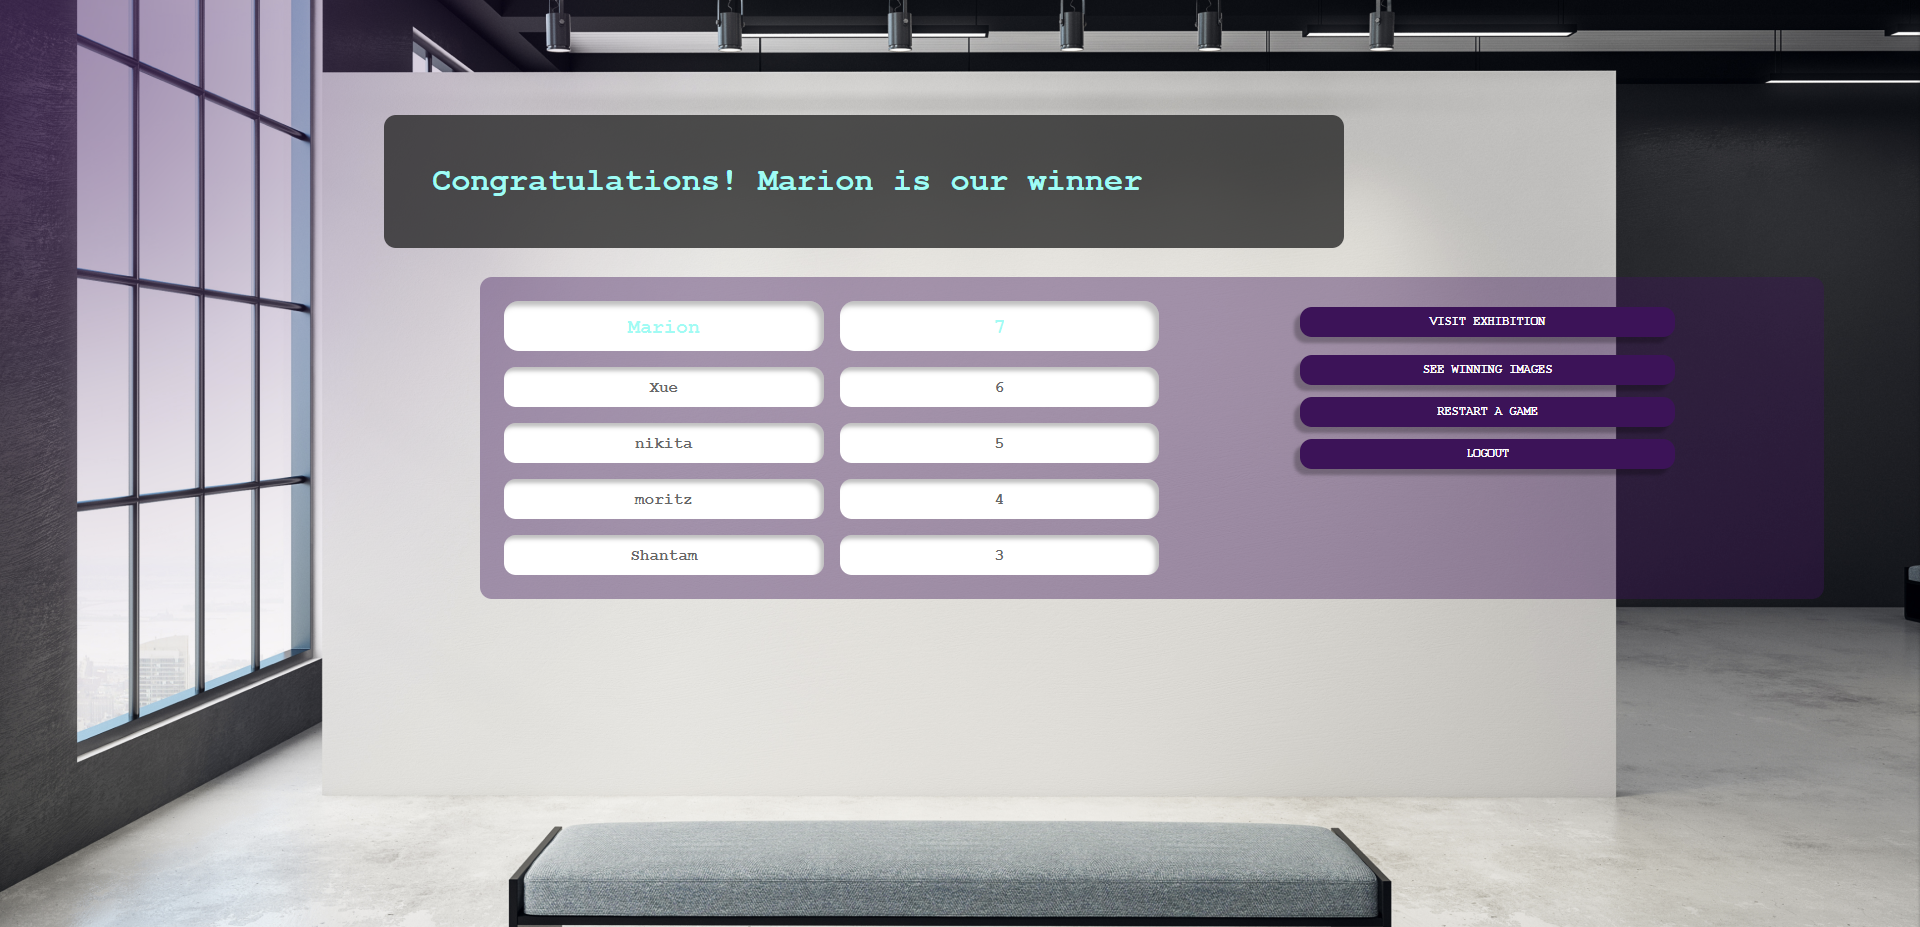 Congratulations! Marion is our winner
Marion 7
Xue 6
nikita 5
moritz 4
Shantam 3
VISIT EXHIBITION
SEE WINNING IMAGES
RESTART A GAME
LOGOUT